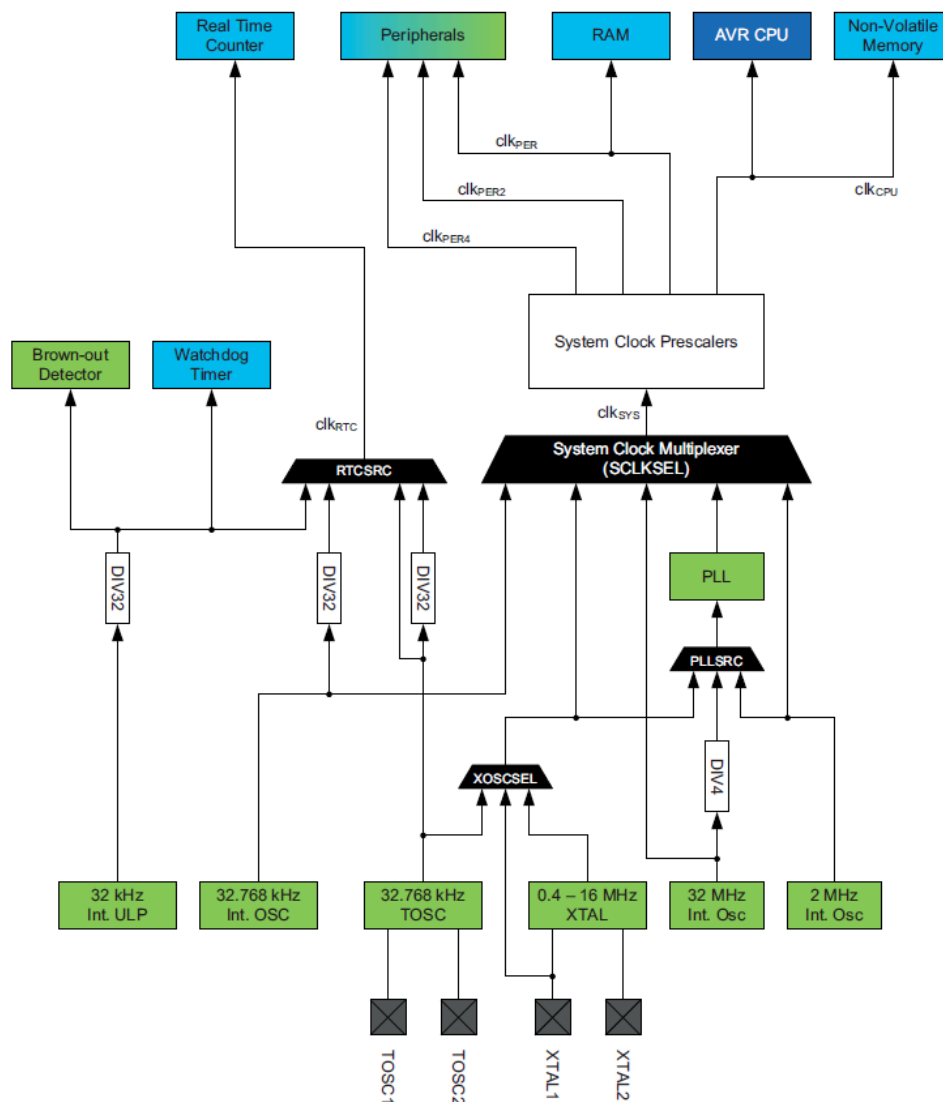 Real Time
Counter
Peripherals
RAM
AVR CPU
Non-Volatile
Memory
clkPER
clkPER2
clkCPU
clkPER4
System Clock Prescalers
Brown-out
Detector
Watchdog
Timer
clkSYS
clkRTC
System Clock Multiplexer
(SCLKSEL)
RTCSRC
DIV32
DIV32
DIV32
PLL
PLLSRC
DIV4
XOSCSEL
32 kHz
Int. ULP
32.768 kHz
Int. OSC
32.768 kHz
TOSC
0.4 – 16 MHz
XTAL
32 MHz
Int. Osc
2 MHz
Int. Osc
TOSC1
TOSC2
XTAL1
XTAL2